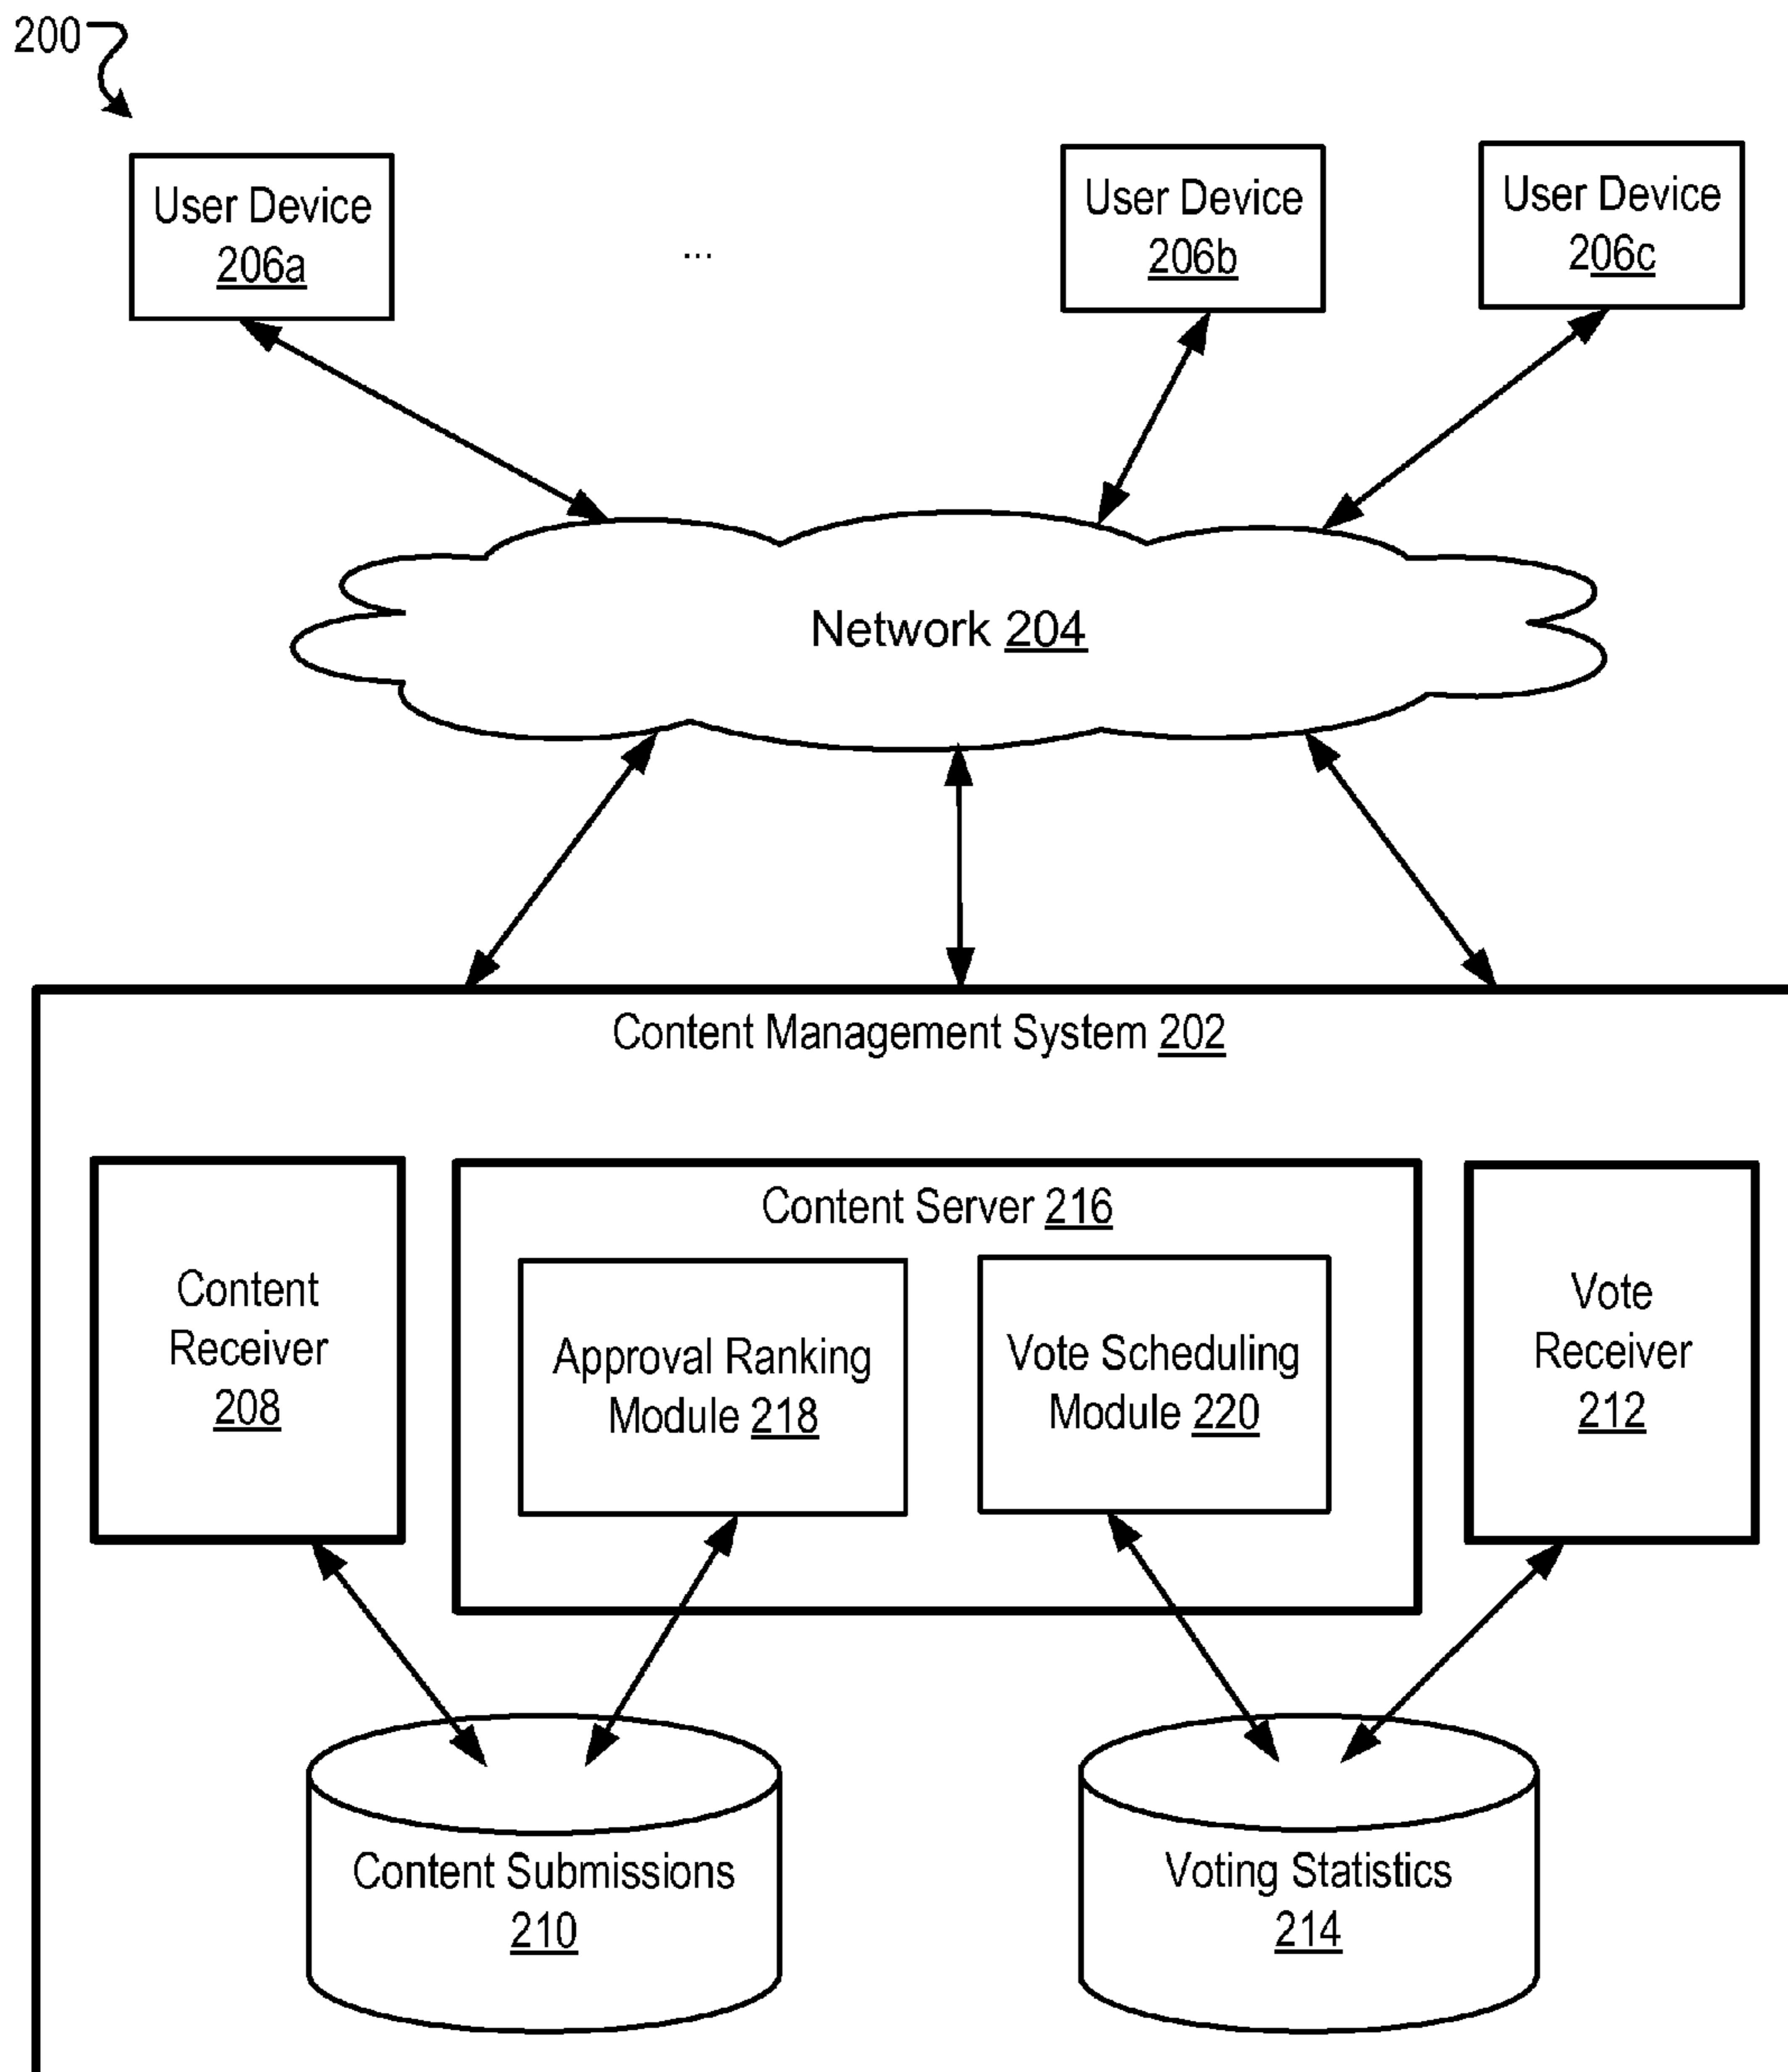 200
User Device
206a
...
User Device
206b
User Device
206c
Network 204
Content Management System 202
Content
Receiver
208
Content Server 216
Approval Ranking
Module 218
Vote Scheduling
Module 220
Vote
Receiver
212
Content Submissions
210
Voting Statistics
214